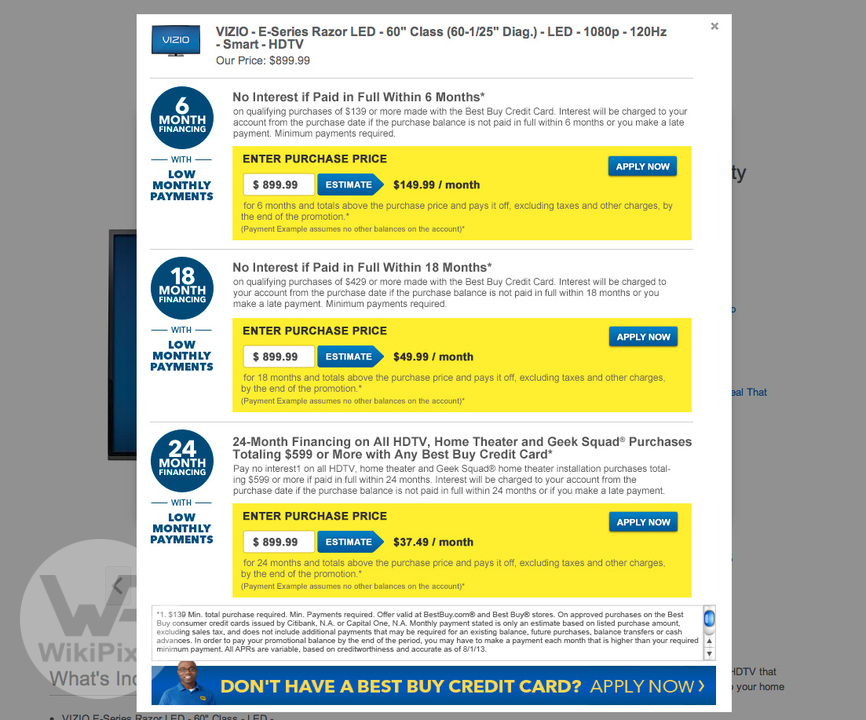 VIZIO
VIZIO - E-Series Razor LED - 60" Class (60-1/25" Diag.) - LED - 1080p - 120Hz
- Smart - HDTV
Our Price: $899.99
×
6
MONTH
FINANCING
WITH
LOW
MONTHLY
PAYMENTS
No Interest if Paid in Full Within 6 Months*
on qualifying purchases of $139 or more made with the Best Buy Credit Card. Interest will be charged to your
account from the purchase date if the purchase balance is not paid in full within 6 months or you make a late
payment. Minimum payments required.
ENTER PURCHASE PRICE
APPLY NOW
$ 899.99 ESTIMATE $149.99 / month
for 6 months and totals above the purchase price and pays it off, excluding taxes and other charges, by
the end of the promotion.*
(Payment Example assumes no other balances on the account)*
18
MONTH
FINANCING
WITH
LOW
MONTHLY
PAYMENTS
No Interest if Paid in Full Within 18 Months*
on qualifying purchases of $429 or more made with the Best Buy Credit Card. Interest will be charged to
your account from the purchase date if the purchase balance is not paid in full within 18 months or you
make a late payment. Minimum payments required.
ENTER PURCHASE PRICE
APPLY NOW
$ 899.99 ESTIMATE $49.99 / month
for 18 months and totals above the purchase price and pays it off, excluding taxes and other charges,
by the end of the promotion.*
(Payment Example assumes no other balances on the account)*
24
MONTH
FINANCING
WITH
LOW
MONTHLY
PAYMENTS
24-Month Financing on All HDTV, Home Theater and Geek Squad® Purchases
Totaling $599 or More with Any Best Buy Credit Card*
Pay no interest1 on all HDTV, home theater and Geek Squad® home theater installation purchases total-
ing $599 or more if paid in full within 24 months. Interest will be charged to your account from the
purchase date if the purchase balance is not paid in full within 24 months or if you make a late payment.
ENTER PURCHASE PRICE
APPLY NOW
$ 899.99 ESTIMATE $37.49 / month
for 24 months and totals above the purchase price and pays it off, excluding taxes and other charges,
by the end of the promotion.*
(Payment Example assumes no other balances on the account)*
*1. $139 Min. total purchase required. Min. Payments required. Offer valid at BestBuy.com® and Best Buy® stores. On approved purchases on the Best
Buy consumer credit cards issued by Citibank, N.A. or Capital One, N.A. Monthly payment stated is only an estimate based on listed purchase amount,
excluding sales tax, and does not include additional payments that may be required for an existing balance, future purchases, balance transfers or cash
advances. In order to pay your promotional balance by the end of the period, you may have to make a payment each month that is higher than your required
minimum payment. All APRs are variable, based on creditworthiness and accurate as of 8/1/13.
DON'T HAVE A BEST BUY CREDIT CARD? APPLY NOW ›
ty
eal That
HDTV that
your home
WikiPix
What's Inc
VIZIO E-Series Razor LED - 60" Class - LED -